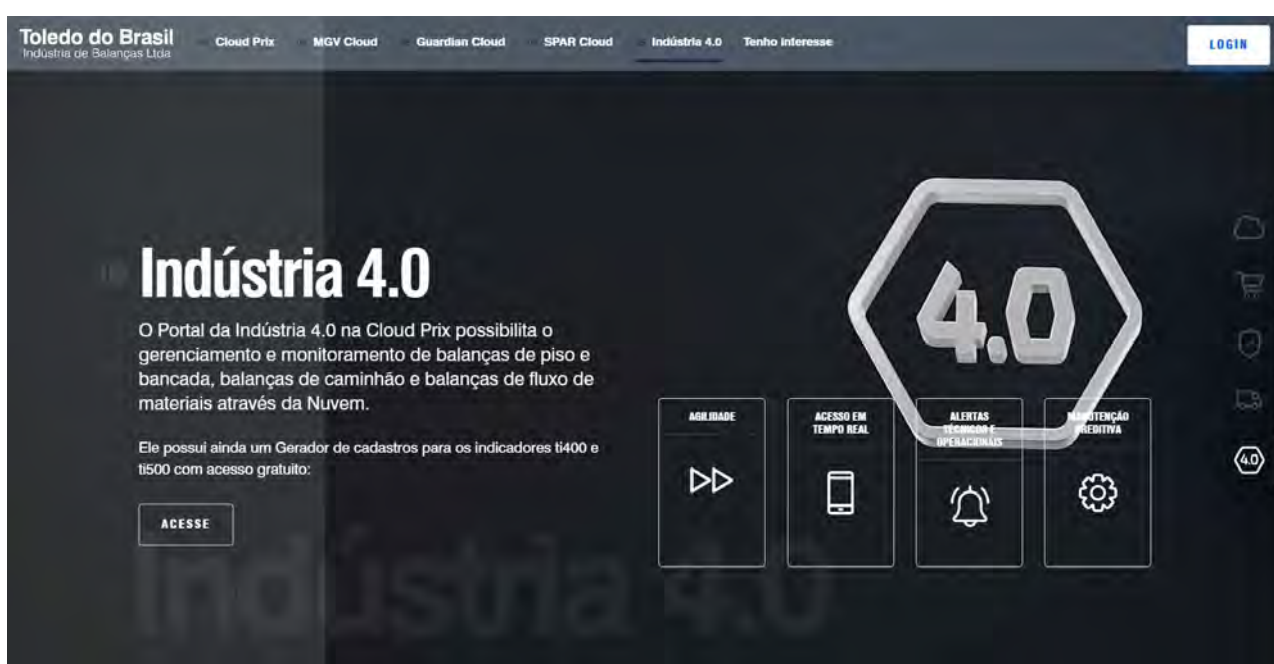 Toledo do Brasil
Indústria de Balanças Ltda
Cloud Prix
MGV Cloud
Guardian Cloud
SPAR Cloud
Indústria 4.0
Tenho interesse
LOGIN
Indústria 4.0
O Portal da Indústria 4.0 na Cloud Prix possibilita o
gerenciamento e monitoramento de balanças de piso e
bancada, balanças de caminhão e balanças de fluxo de
materiais através da Nuvem.
Ele possui ainda um Gerador de cadastros para os indicadores ti400 e
ti500 com acesso gratuito:
ACESSE
4.0
AGILIDADE
ACESSO EM
TEMPO REAL
ALERTAS
TÉCNICOS E
OPERACIONAIS
MANUTENÇÃO
PREDITIVA
4.0
Indústria 4.0